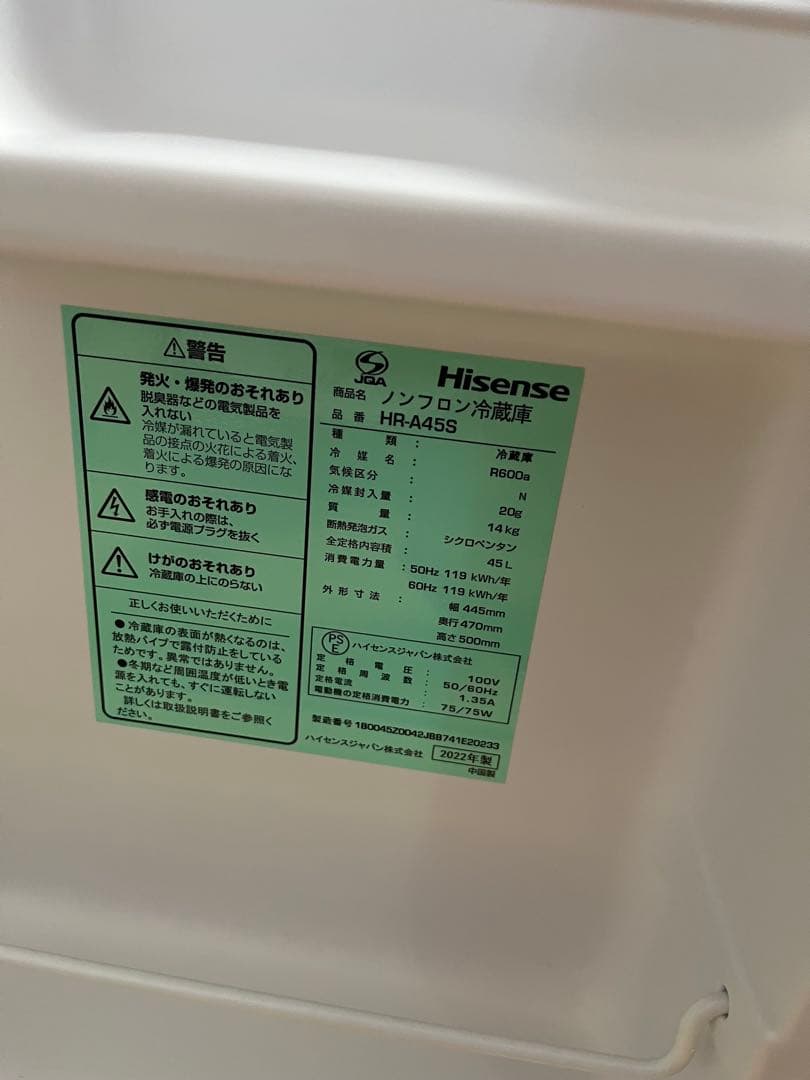 ⚠警告
発火・爆発のおそれあり
脱臭器などの電気製品を
入れない
冷媒が漏れていると電気製
品の接点の火花による着火、
着火による爆発の原因にな
ります。
感電のおそれあり
お手入れの際は、
必ず電源プラグを抜く
けがのおそれあり
冷蔵庫の上にのらない
正しくお使いいただくために
●冷蔵庫の表面が熱くなるのは、
放熱パイプで露付防止をしている
ためです。異常ではありません。
●冬期など周囲温度が低いとき電
源を入れても、すぐに運転しない
ことがあります。
詳しくは取扱説明書をご参照く
ださい。
JQA
Hisense
商品名 ノンフロン冷蔵庫
品番 HR-A45S
種類 : 冷蔵庫
冷媒名 : R600a
気候区分 : N
冷媒封入量 : 20g
質量 : 14kg
断熱発泡ガス : シクロペンタン
全定格内容積 : 45L
消費電力量 : 50Hz 119 kWh/年
60Hz 119 kWh/年
外形寸法 : 幅 445mm
奥行470mm
高さ500mm
PSE ハイセンスジャパン株式会社
定格電圧 : 100V
定格周波数 : 50/60Hz
定格電流 : 1.35A
電動機の定格消費電力 : 75/75W
製造番号 1B0045Z0042JBB741E20233
ハイセンスジャパン株式会社 2022年製
中国製